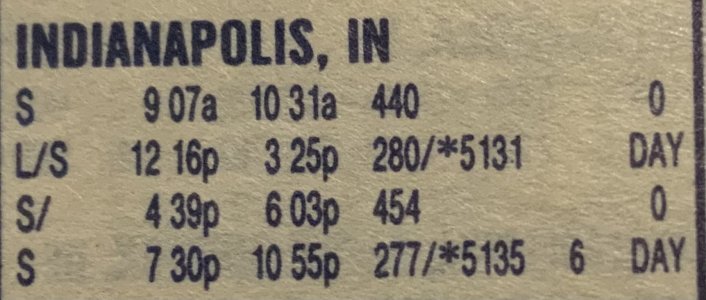 INDIANAPOLIS, IN
S 9 07a 10 31a 440 0
L/S 12 16p 3 25p 280/*5131 DAY
S/ 4 39p 6 03p 454 0
S 7 30p 10 55p 277/*5135 6 DAY